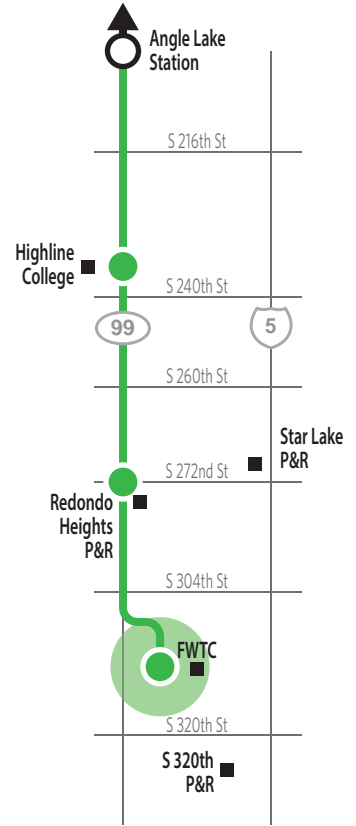 Angle Lake
Station
S 216th St
Highline
College
S 240th St
99
5
S 260th St
Star Lake
P&R
S 272nd St
Redondo
Heights
P&R
S 304th St
FWTC
S 320th St
S 320th
P&R